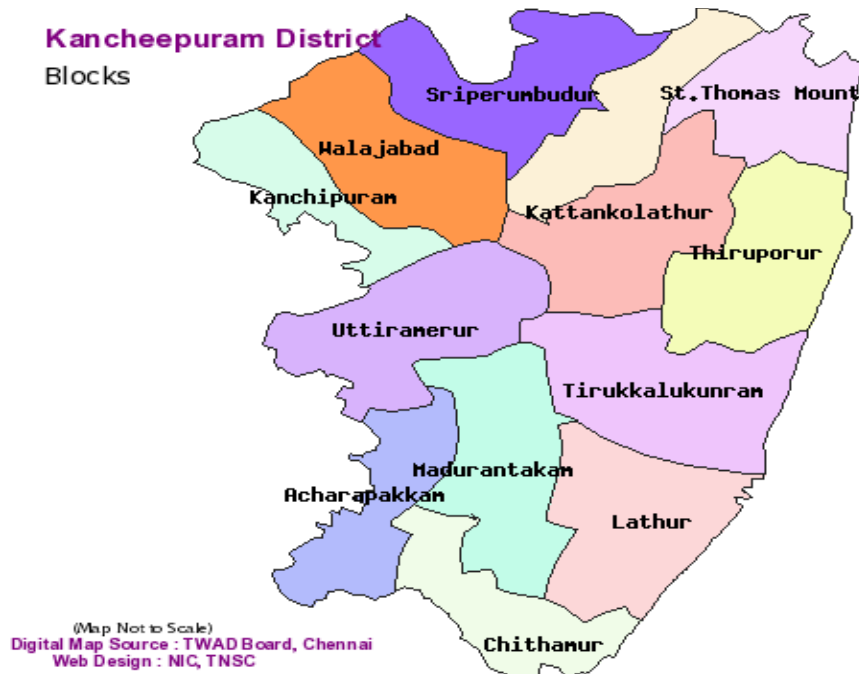 Kancheepuram District
Blocks
Sriperumbudur
St.Thomas Mount
Walajabad
Kanchipuram
Kattankolathur
Thiruporur
Uttiramerur
Tirukkalukunram
Madurantakam
Acharapakkam
Lathur
Chithamur
(Map Not to Scale)
Digital Map Source : TWAD Board, Chennai
Web Design : NIC, TNSC